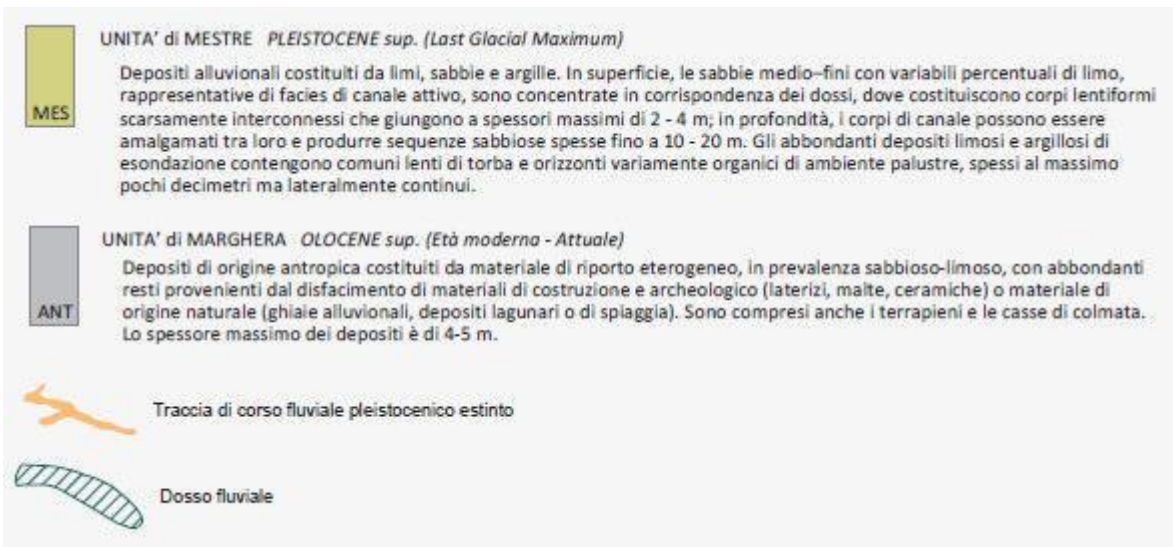 UNITA' di MESTRE PLEISTOCENE sup. (Last Glacial Maximum)
Depositi alluvionali costituiti da limi, sabbie e argille. In superficie, le sabbie medio–fini con variabili percentuali di limo,
rappresentative di facies di canale attivo, sono concentrate in corrispondenza dei dossi, dove costituiscono corpi lentiformi
scarsamente interconnessi che giungono a spessori massimi di 2 - 4 m; in profondità, i corpi di canale possono essere
amalgamati tra loro e produrre sequenze sabbiose spesse fino a 10 - 20 m. Gli abbondanti depositi limosi e argillosi di
esondazione contengono comuni lenti di torba e orizzonti variamente organici di ambiente palustre, spessi al massimo
pochi decimetri ma lateralmente continui.
MES
UNITA' di MARGHERA OLOCENE sup. (Età moderna - Attuale)
Depositi di origine antropica costituiti da materiale di riporto eterogeneo, in prevalenza sabbioso-limoso, con abbondanti
resti provenienti dal disfacimento di materiali di costruzione e archeologico (laterizi, malte, ceramiche) o materiale di
origine naturale (ghiaie alluvionali, depositi lagunari o di spiaggia). Sono compresi anche i terrapieni e le casse di colmata.
Lo spessore massimo dei depositi è di 4-5 m.
ANT
Traccia di corso fluviale pleistocenico estinto
Dosso fluviale